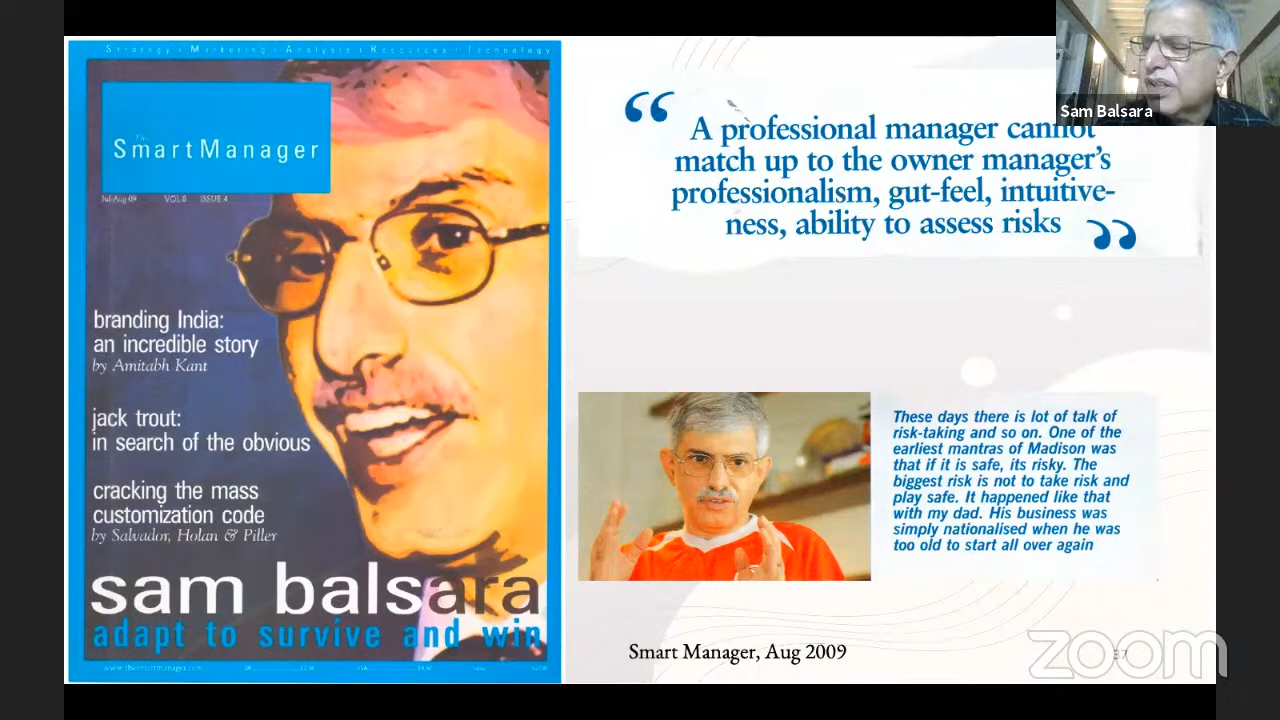 Strategy • Marketing • Analysis • Resources • Technology
The
SmartManager
Jul-Aug 09 VOL 8 ISSUE 4
branding India:
an incredible story
by Amitabh Kant
jack trout:
in search of the obvious
cracking the mass
customization code
by Salvador, Holan & Piller
sam balsara
adapt to survive and win
www.thesmartmanager.com
“ A professional manager cannot
match up to the owner manager’s
professionalism, gut-feel, intuitive-
ness, ability to assess risks ”
Sam Balsara
These days there is lot of talk of
risk-taking and so on. One of the
earliest mantras of Madison was
that if it is safe, its risky. The
biggest risk is not to take risk and
play safe. It happened like that
with my dad. His business was
simply nationalised when he was
too old to start all over again
Smart Manager, Aug 2009
37
zoom